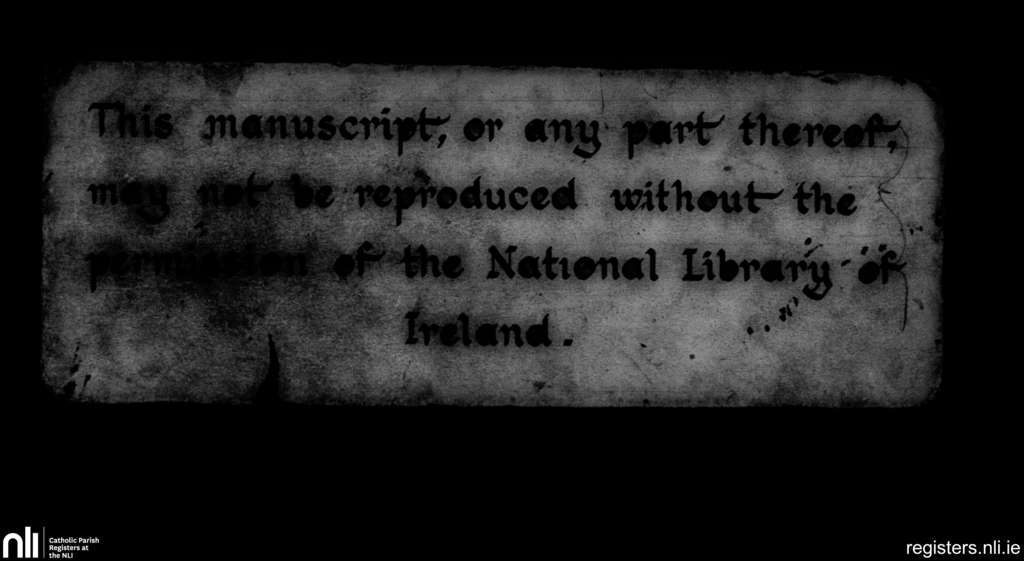 This manuscript, or any part thereof,
may not be reproduced without the
permission of the National Library of
Ireland.
nli
Catholic Parish
Registers at
the NLI
registers.nli.ie